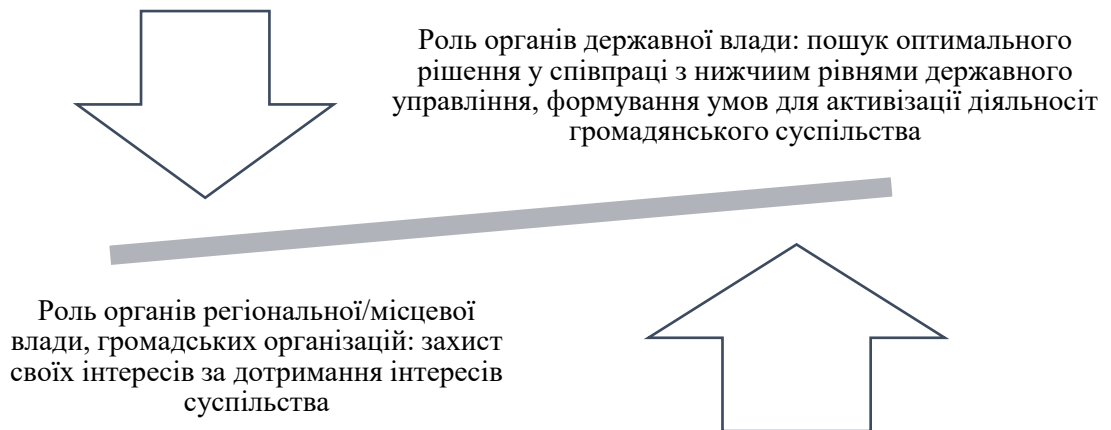 Роль органів державної влади: пошук оптимального
рішення у співпраці з нижчиим рівнями державного
управління, формування умов для активізації діяльносіт
громадянського суспільства
Роль органів регіональної/місцевої
влади, громадських організацій: захист
своїх інтересів за дотримання інтересів
суспільства